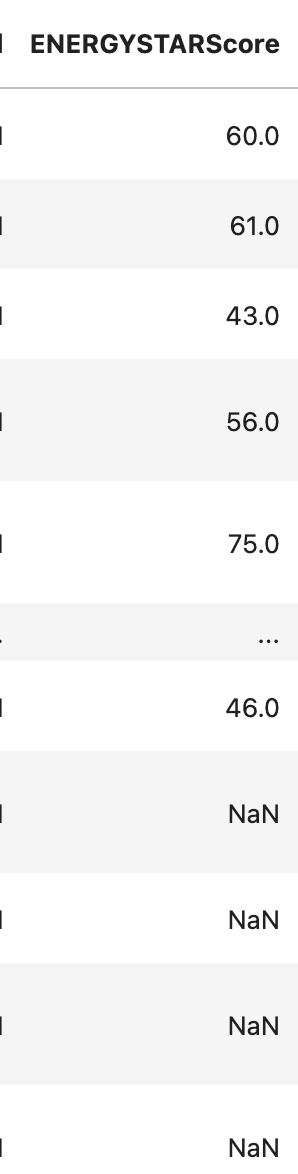 ENERGYSTARScore
60.0
61.0
43.0
56.0
75.0
...
46.0
NaN
NaN
NaN
NaN